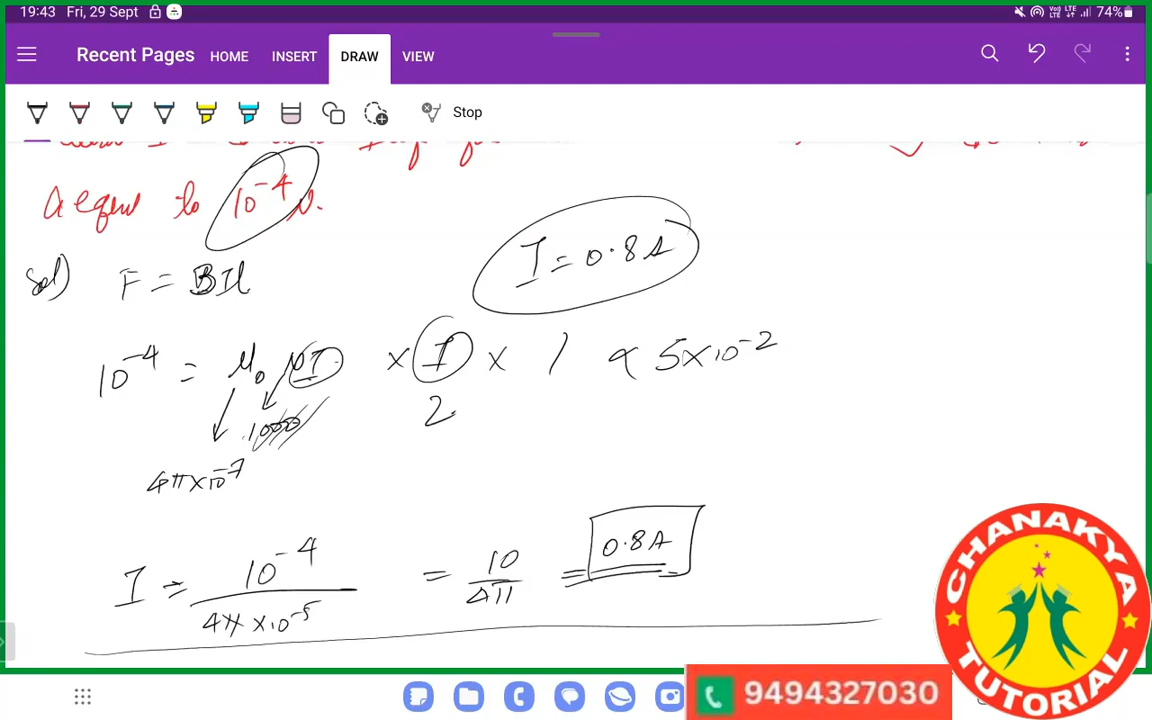 19:43 Fri, 29 Sept 74%
Recent Pages HOME INSERT DRAW VIEW
Stop
to 10⁻⁴ N.
Sol) F = BIl
I = 0.8A
10⁻⁴ = μ₀ nI × I × 1 × 5×10⁻²
1000 2
4π×10⁻⁷
I = 10⁻⁴ / 4π×10⁻⁵ = 10 / 4π = 0.8A
CHANAKYA
TUTORIAL
9494327030